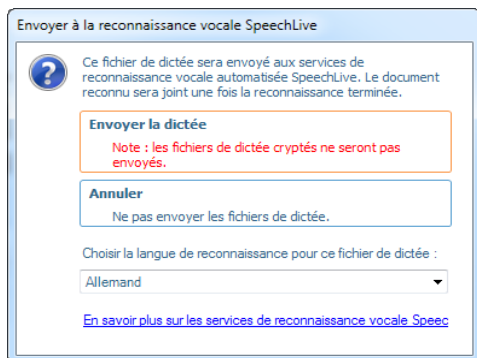 Envoyer à la reconnaissance vocale SpeechLive
Ce fichier de dictée sera envoyé aux services de
reconnaissance vocale automatisée SpeechLive. Le document
reconnu sera joint une fois la reconnaissance terminée.
Envoyer la dictée
Note : les fichiers de dictée cryptés ne seront pas
envoyés.
Annuler
Ne pas envoyer les fichiers de dictée.
Choisir la langue de reconnaissance pour ce fichier de dictée :
Allemand
En savoir plus sur les services de reconnaissance vocale Speec